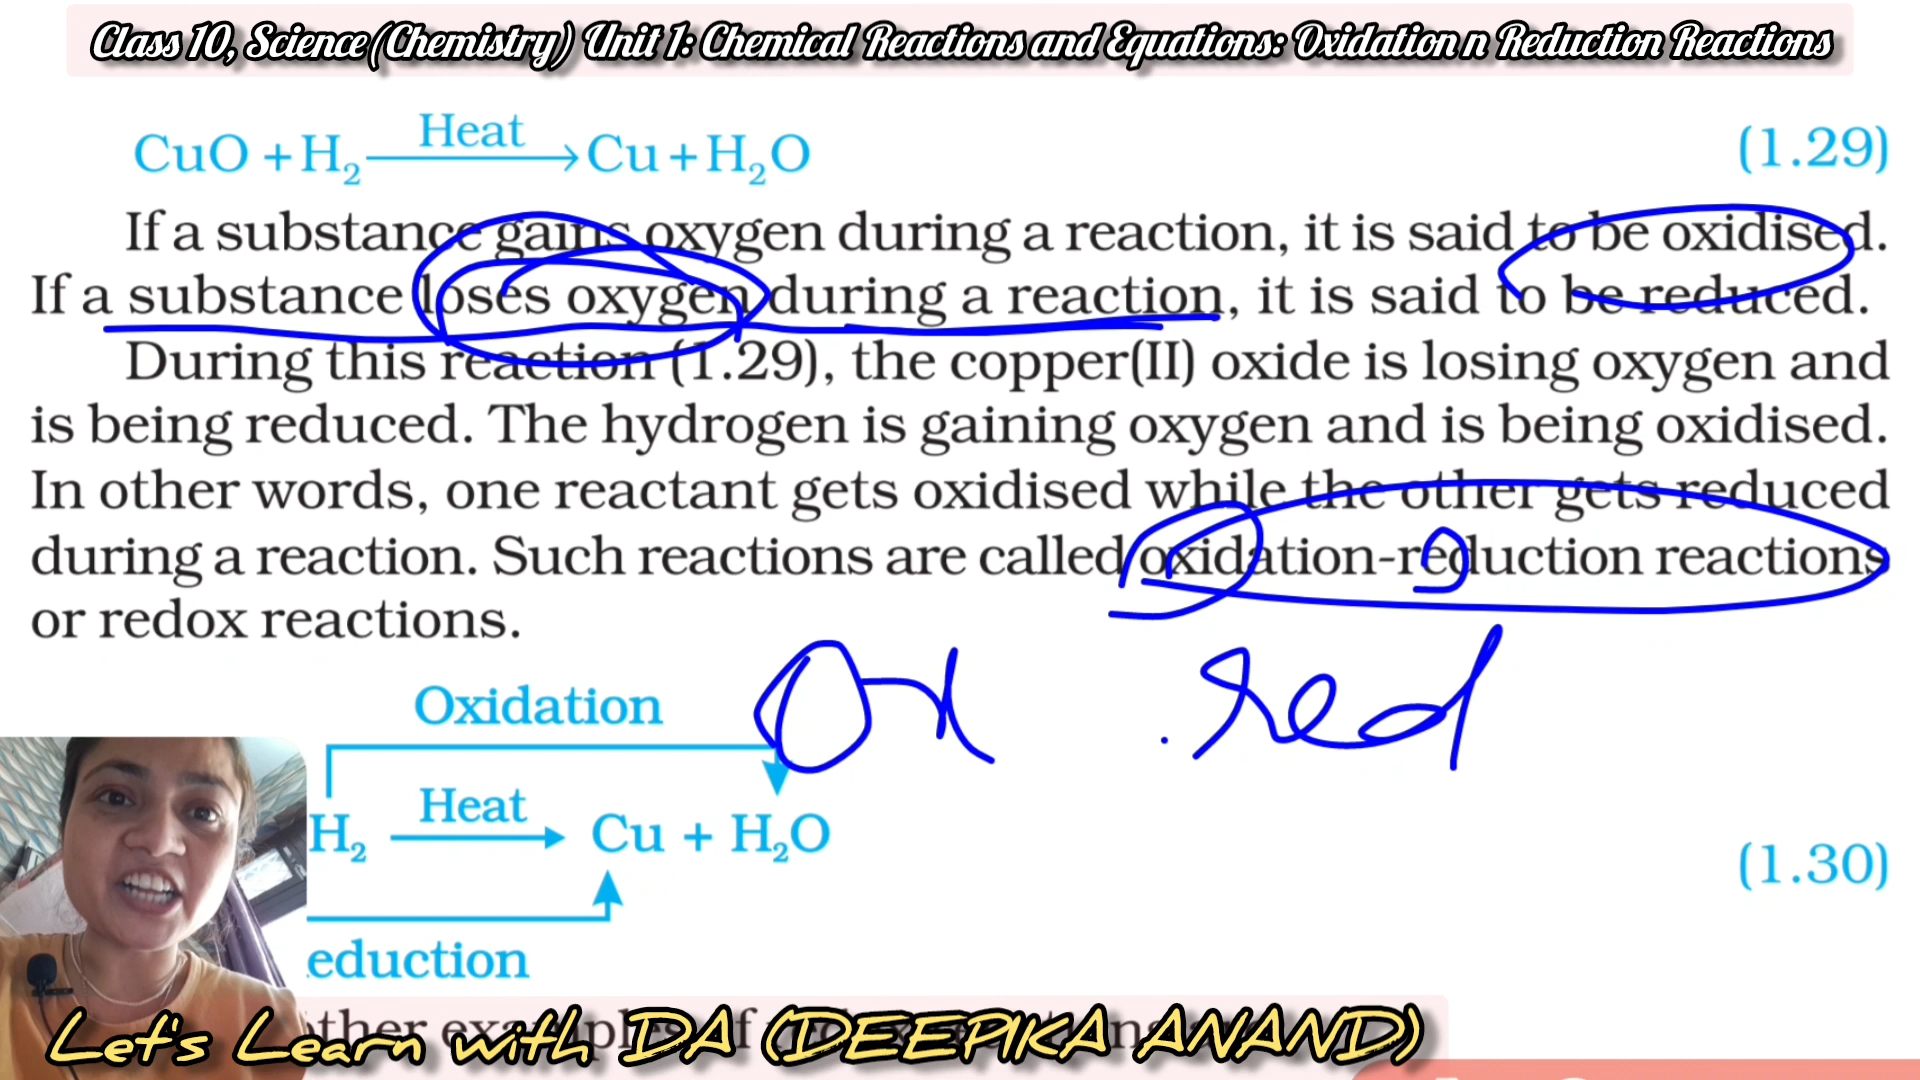 Class 10, Science(Chemistry) Unit 1: Chemical Reactions and Equations: Oxidation n Reduction Reactions
CuO + H₂ Heat → Cu + H₂O (1.29)
If a substance gains oxygen during a reaction, it is said to be oxidised.
If a substance loses oxygen during a reaction, it is said to be reduced.
During this reaction (1.29), the copper(II) oxide is losing oxygen and
is being reduced. The hydrogen is gaining oxygen and is being oxidised.
In other words, one reactant gets oxidised while the other gets reduced
during a reaction. Such reactions are called oxidation-reduction reactions
or redox reactions.
Ox red
Oxidation
H₂ Heat → Cu + H₂O (1.30)
eduction
ther examples of
Let's Learn with DA (DEEPIKA ANAND)